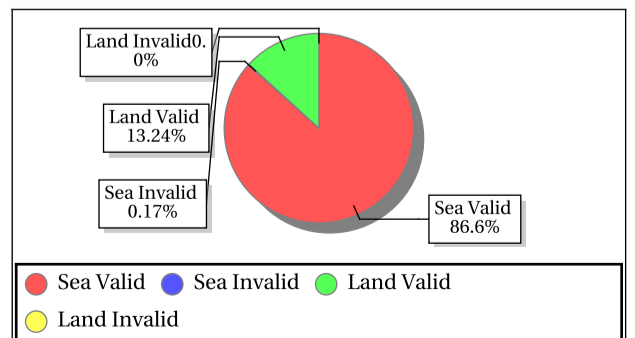 Land Invalid0.
0%
Land Valid
13.24%
Sea Invalid
0.17%
Sea Valid
86.6%
Sea Valid Sea Invalid Land Valid
Land Invalid